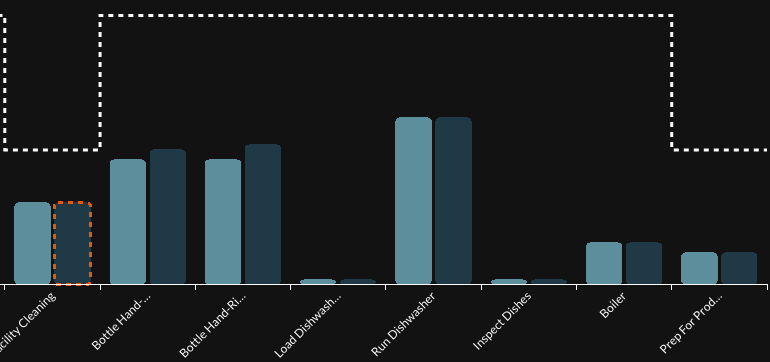 cility Cleaning
Bottle Hand-...
Bottle Hand-Ri...
Load Dishwash...
Run Dishwasher
Inspect Dishes
Boiler
Prep For Prod...